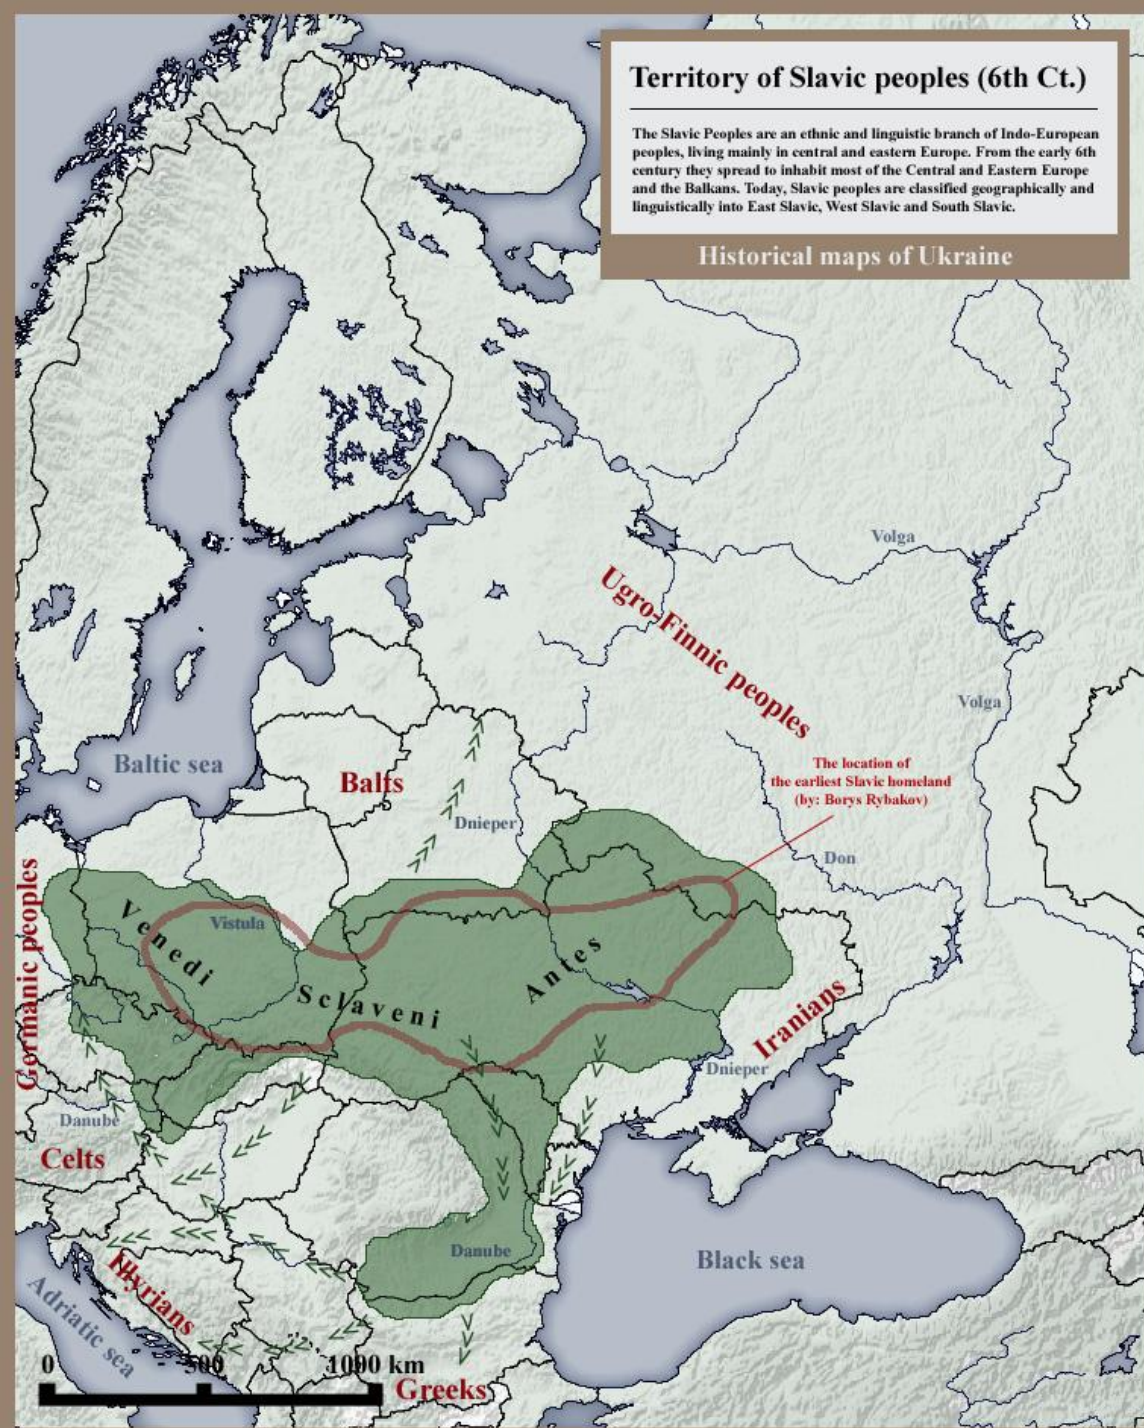 Territory of Slavic peoples (6th Ct.)
The Slavic Peoples are an ethnic and linguistic branch of Indo-European
peoples, living mainly in central and eastern Europe. From the early 6th
century they spread to inhabit most of the Central and Eastern Europe
and the Balkans. Today, Slavic peoples are classified geographically and
linguistically into East Slavic, West Slavic and South Slavic.
Historical maps of Ukraine
Volga
Ugro-Finnic peoples
Volga
Baltic sea
Balts
The location of
the earliest Slavic homeland
(by: Borys Rybakov)
Dnieper
Don
Germanic peoples
Venedi
Vistula
Antes
Sclaveni
Iranians
Dnieper
Danube
Celts
Danube
Black sea
Illyrians
Adriatic sea
0 500 1000 km
Greeks